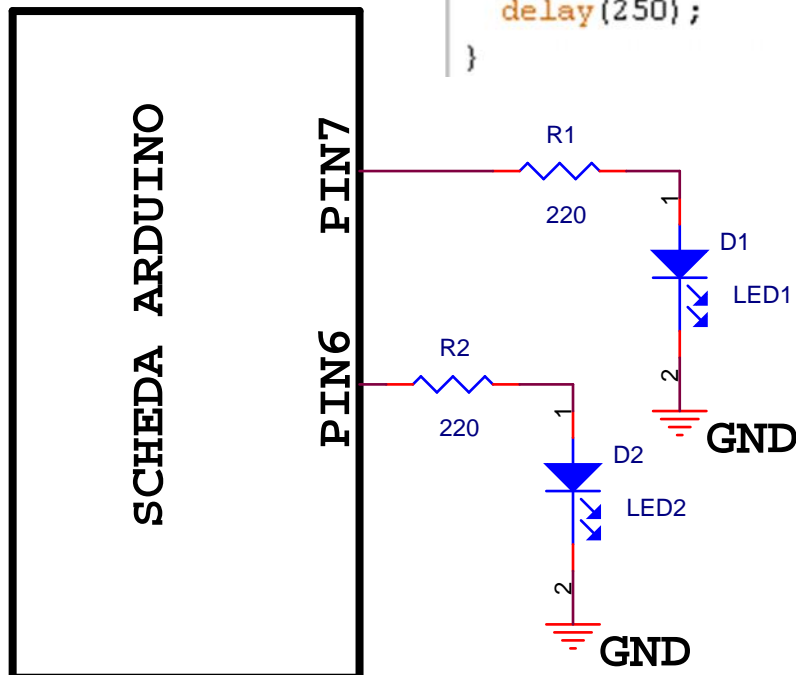 delay(250);
}
SCHEDA ARDUINO
PIN7
R1
220
1
D1
LED1
2
GND
PIN6
R2
220
1
D2
LED2
2
GND